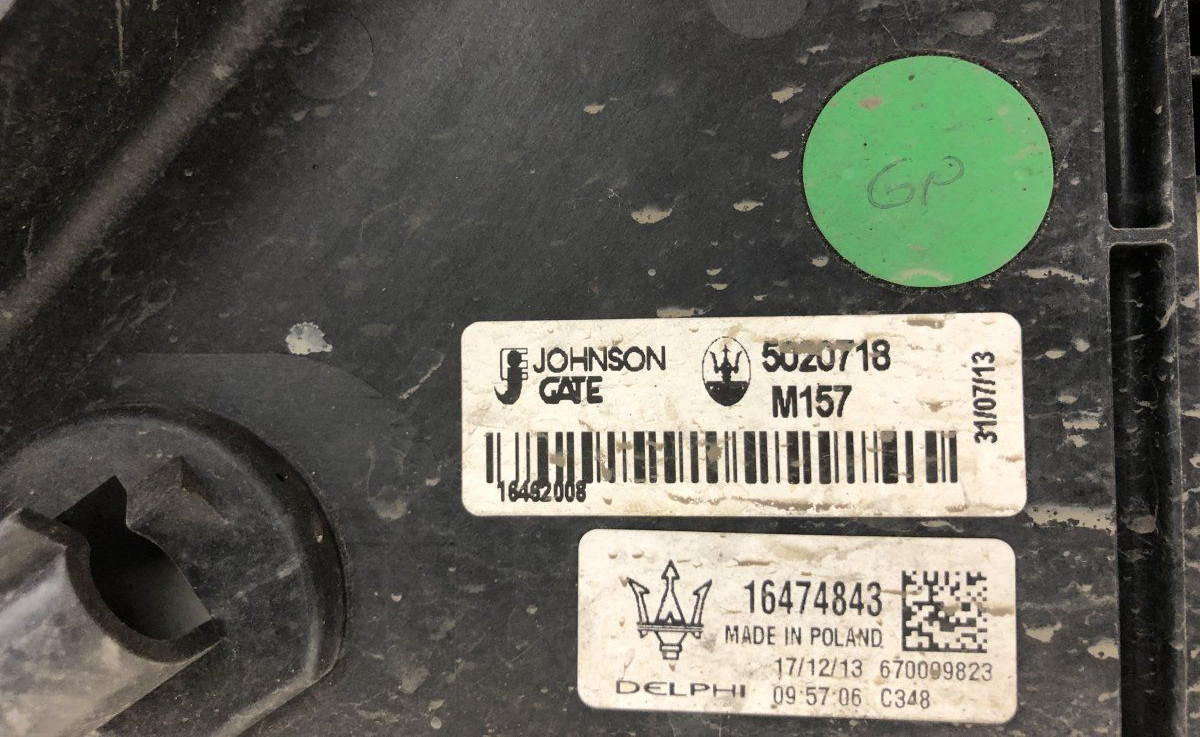 GP
JOHNSON
GATE
5020718
M157
31/07/13
16452008
16474843
MADE IN POLAND
17/12/13 670099823
DELPHI 09:57:06 C348